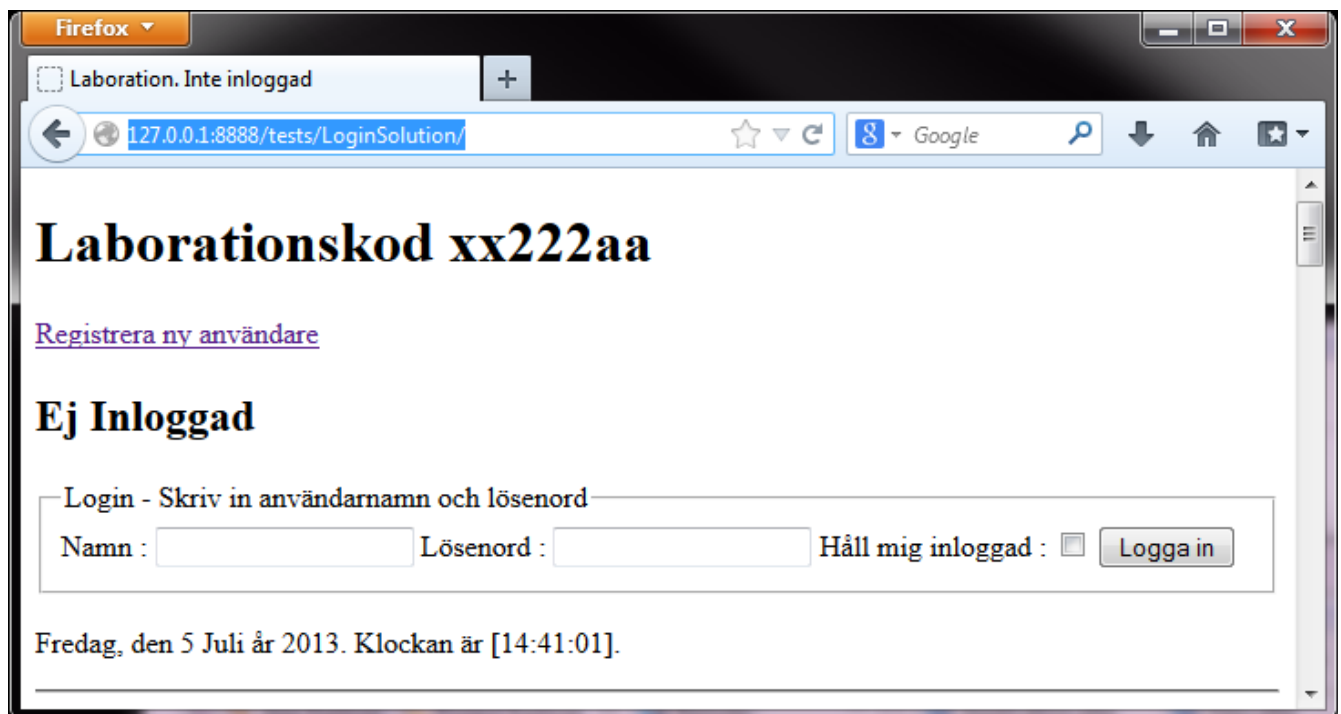 Firefox
Laboration. Inte inloggad
127.0.0.1:8888/tests/LoginSolution/
8 Google
Laborationskod xx222aa
Registrera ny användare
Ej Inloggad
Login - Skriv in användarnamn och lösenord
Namn : Lösenord : Håll mig inloggad : Logga in
Fredag, den 5 Juli år 2013. Klockan är [14:41:01].